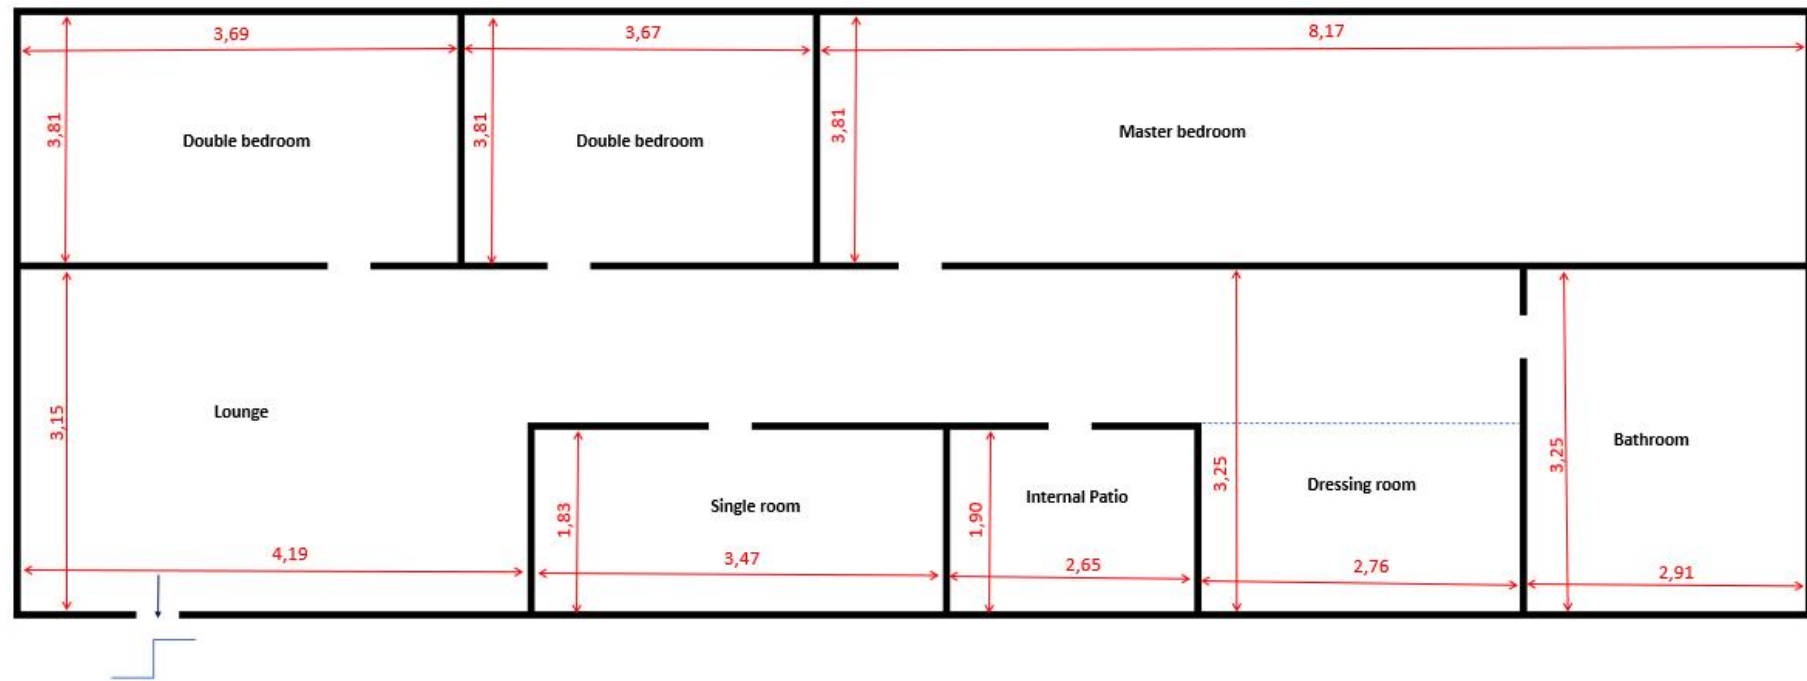 3,69
3,67
8,17
3,81
3,81
3,81
Double bedroom
Double bedroom
Master bedroom
3,15
Lounge
1,83
Single room
1,90
Internal Patio
3,25
Dressing room
3,25
Bathroom
4,19
3,47
2,65
2,76
2,91